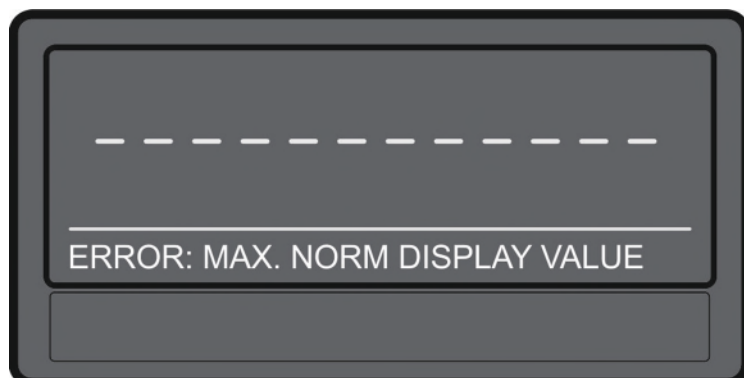 – – – – – – – – – – – –
ERROR: MAX. NORM DISPLAY VALUE